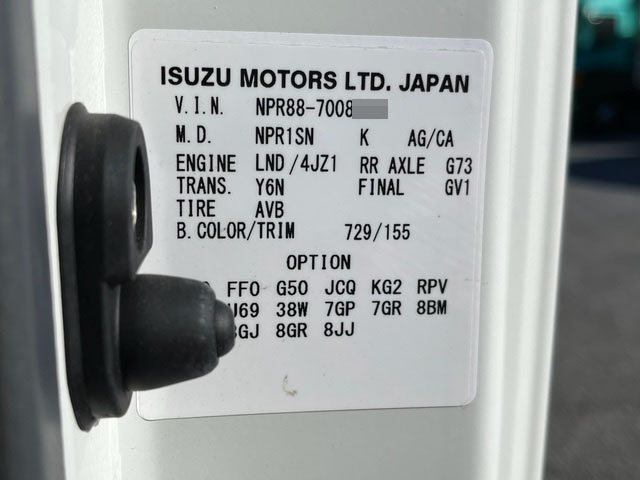 ISUZU MOTORS LTD. JAPAN
V.I.N. NPR88-7008
M.D. NPR1SN K AG/CA
ENGINE LND/4JZ1 RR AXLE G73
TRANS. Y6N FINAL GV1
TIRE AVB
B.COLOR/TRIM 729/155
OPTION
FF0 G50 JCQ KG2 RPV
38W 7GP 7GR 8BM
8GR 8JJ